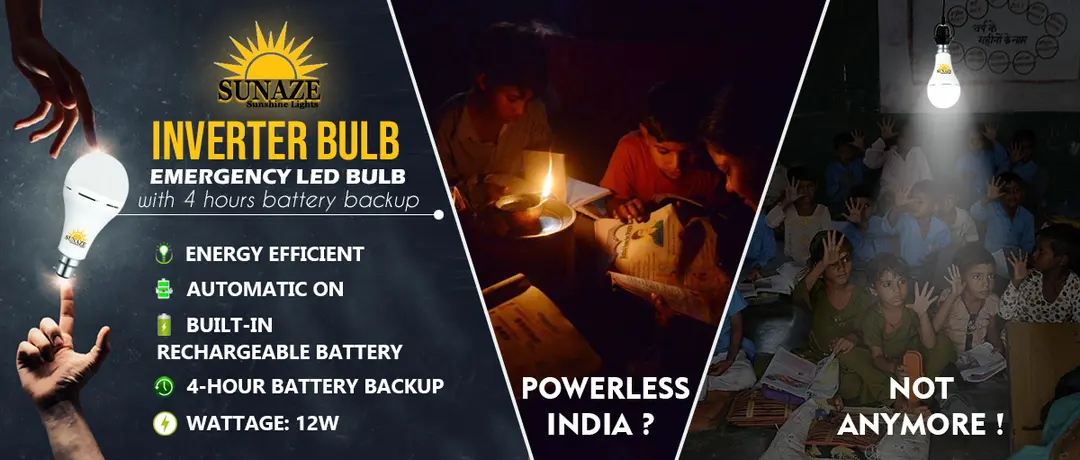 SUNAZE
Sunshine Lights
INVERTER BULB
EMERGENCY LED BULB
with 4 hours battery backup
ENERGY EFFICIENT
AUTOMATIC ON
BUILT-IN
RECHARGEABLE BATTERY
4-HOUR BATTERY BACKUP
WATTAGE: 12W
SUNAZE
POWERLESS
INDIA ?
वर्ष के
NOT
ANYMORE !